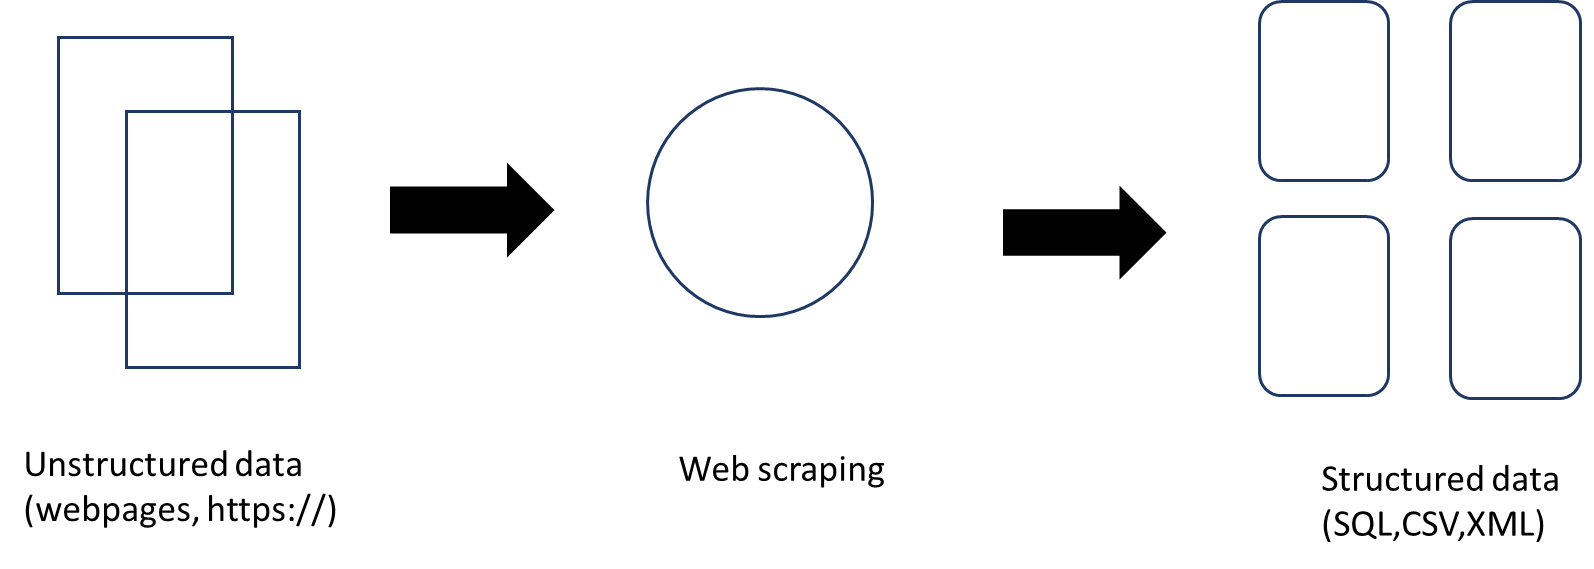 Unstructured data
(webpages, https://)
Web scraping
Structured data
(SQL,CSV,XML)